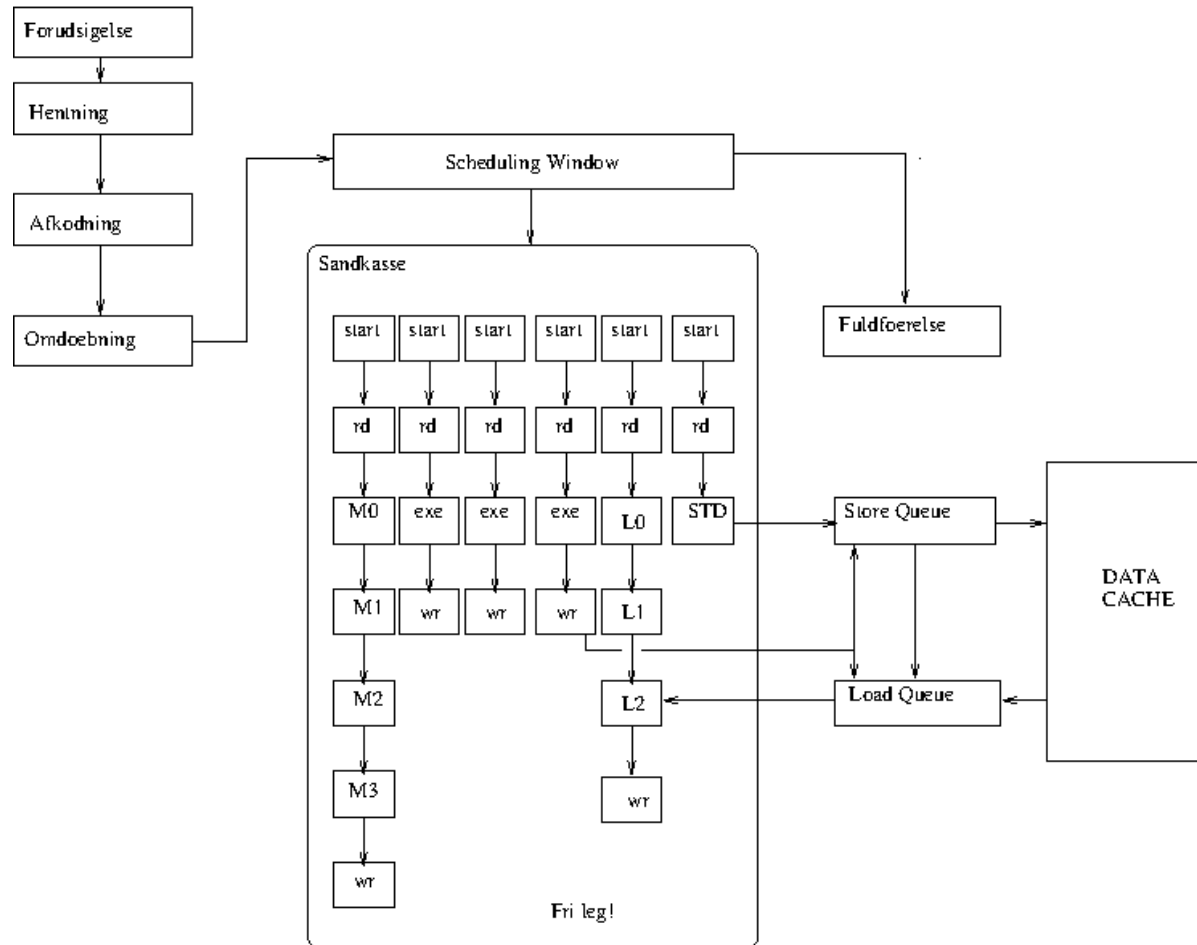 Forudsigelse
Hentning
Scheduling Window
Afkodning
Sandkasse
Omdoebning
Fuldfoerelse
start start start start start start
rd rd rd rd rd rd
M0 exe exe exe L0 STD
Store Queue
DATA
CACHE
M1 wr wr wr L1
M2 L2
Load Queue
M3
wr
wr
Fri leg!